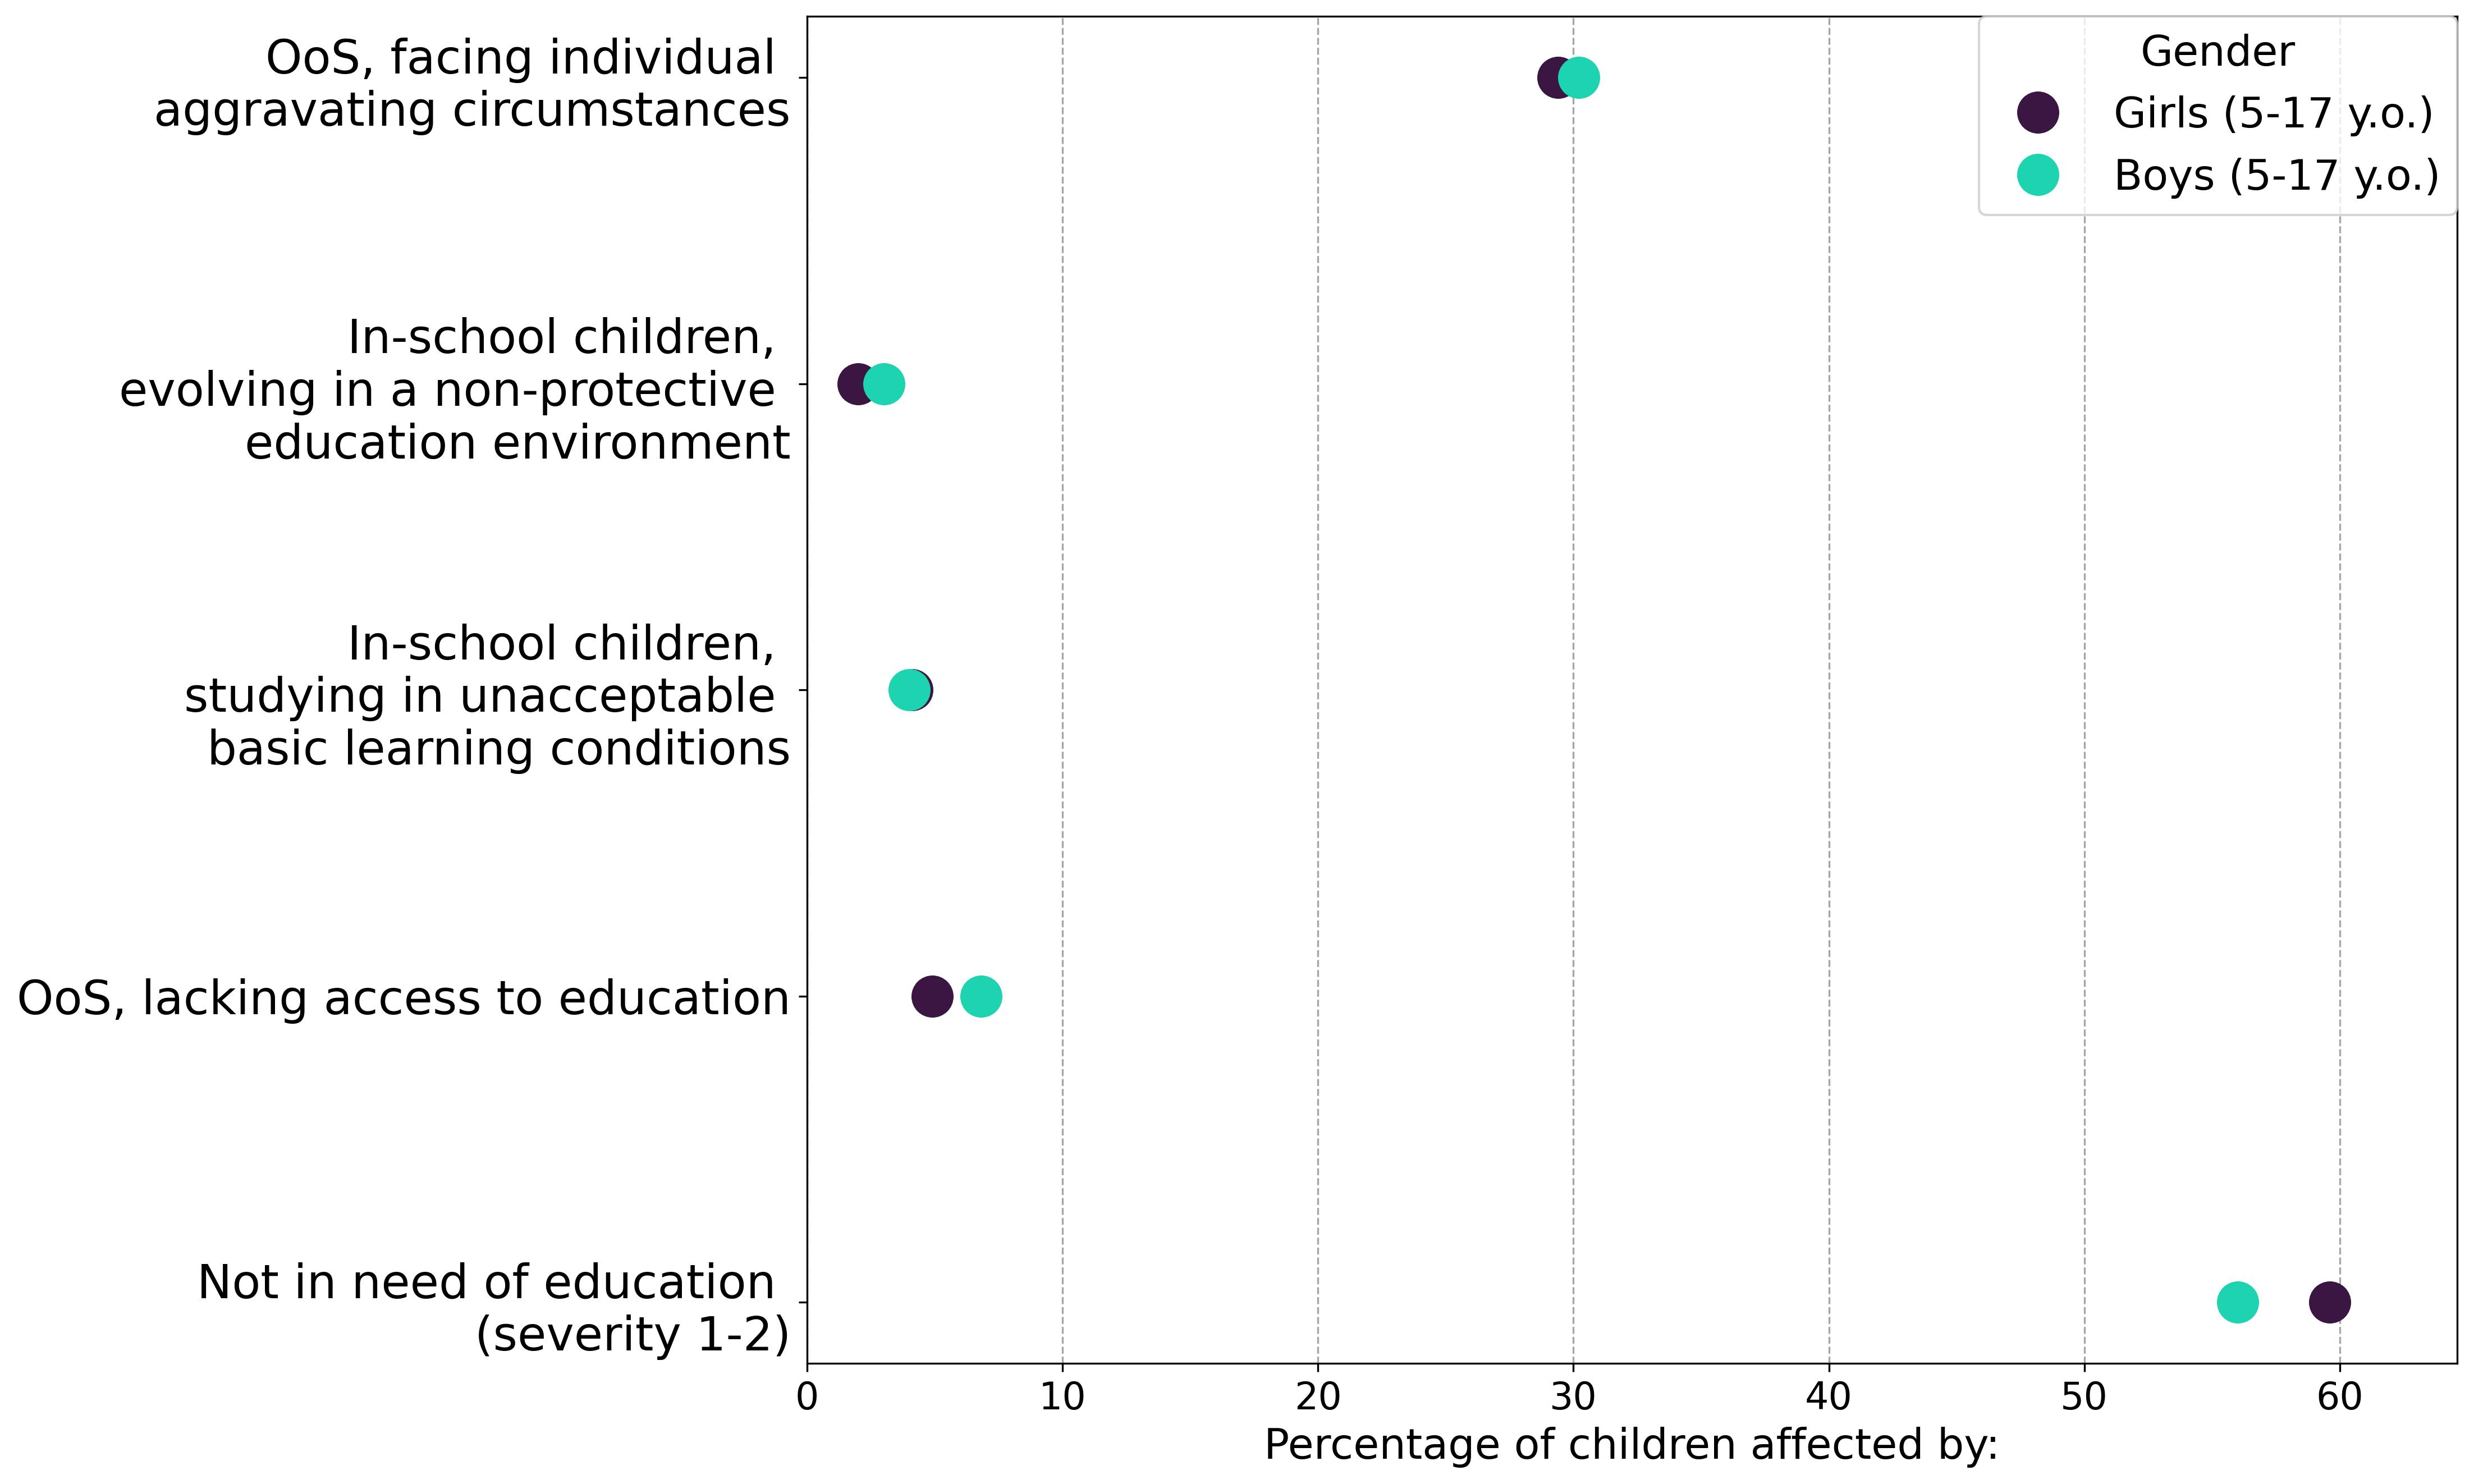 OoS, facing individual
aggravating circumstances
In-school children,
evolving in a non-protective
education environment
In-school children,
studying in unacceptable
basic learning conditions
OoS, lacking access to education
Not in need of education
(severity 1-2)
Gender
Girls (5-17 y.o.)
Boys (5-17 y.o.)
0 10 20 30 40 50 60
Percentage of children affected by: